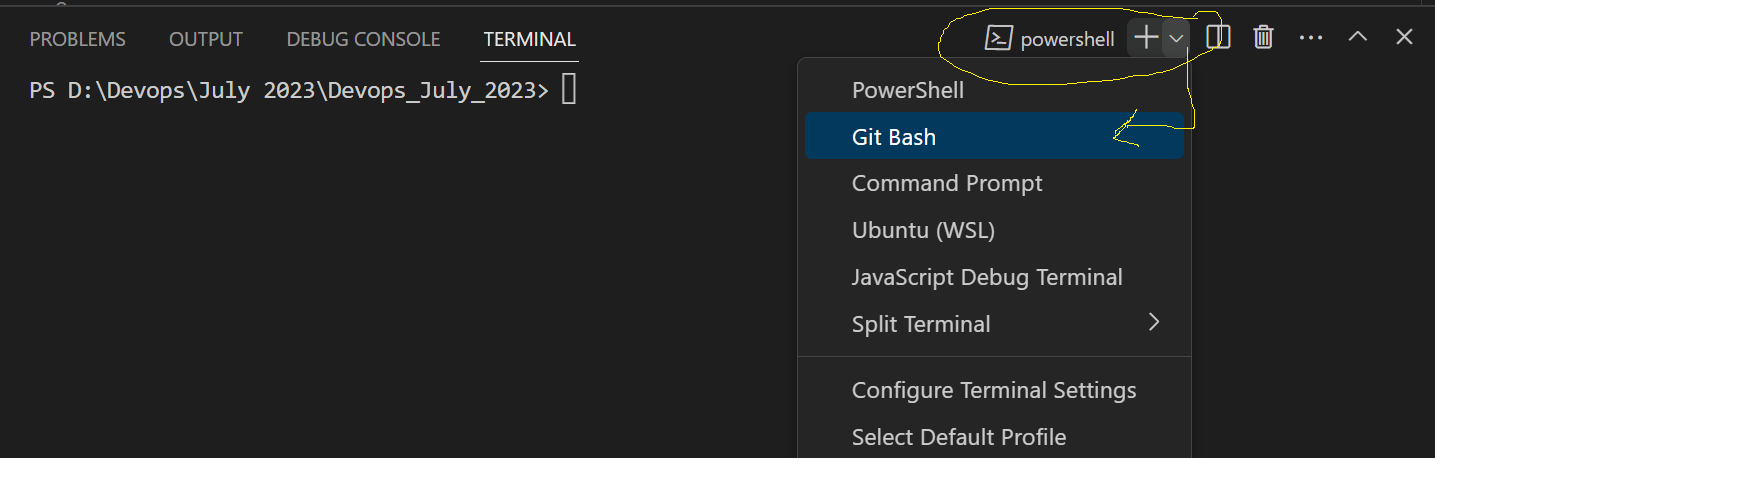 PROBLEMS OUTPUT DEBUG CONSOLE TERMINAL powershell
PS D:\Devops\July 2023\Devops_July_2023>
PowerShell
Git Bash
Command Prompt
Ubuntu (WSL)
JavaScript Debug Terminal
Split Terminal
Configure Terminal Settings
Select Default Profile